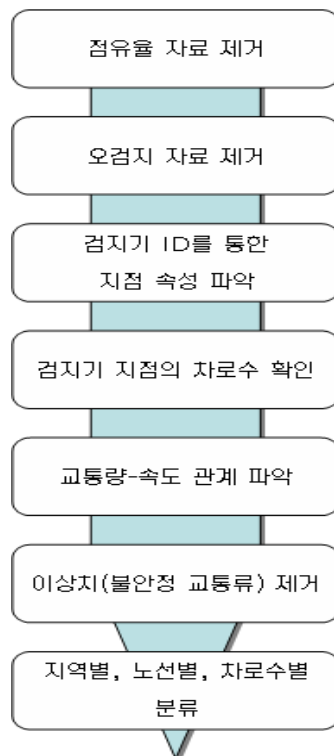 점유율 자료 제거
오검지 자료 제거
검지기 ID를 통한
지점 속성 파악
검지기 지점의 차로수 확인
교통량-속도 관계 파악
이상치(불안정 교통류) 제거
지역별, 노선별, 차로수별
분류